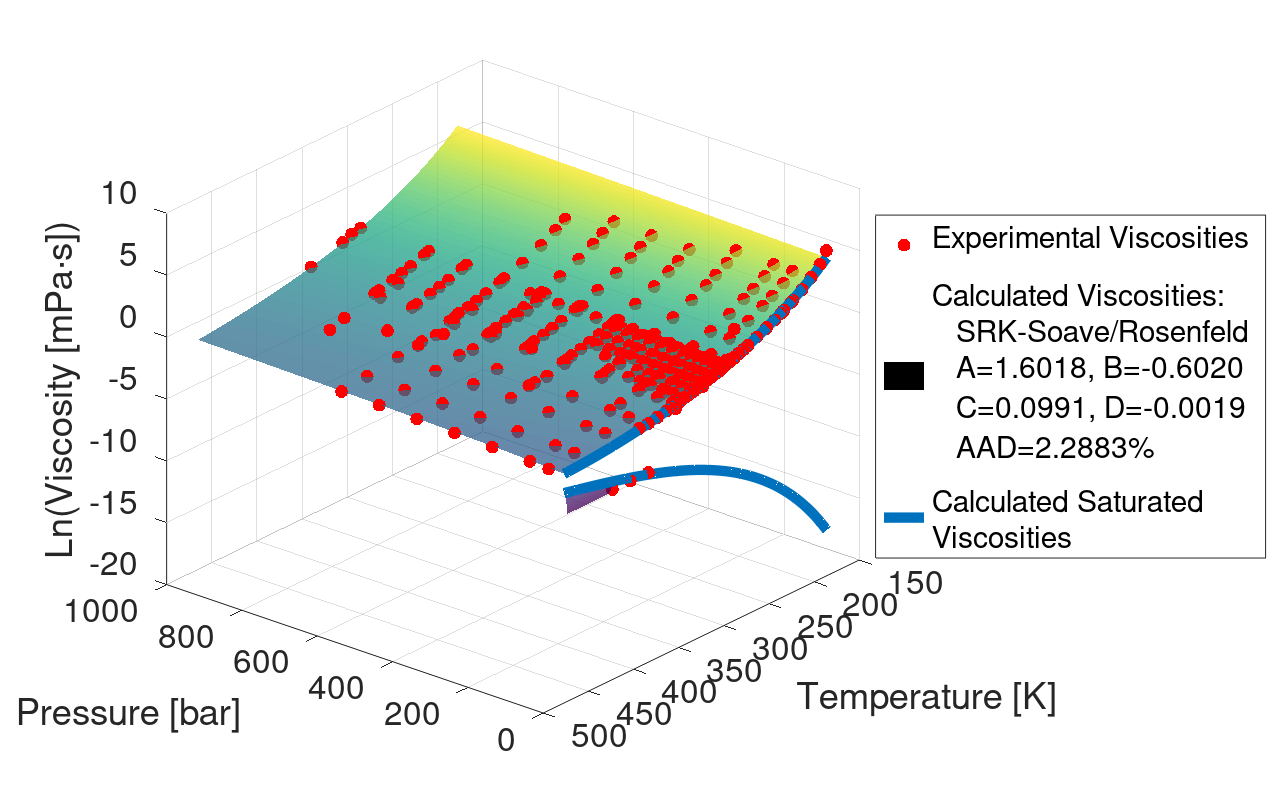 10
5
0
-5
-10
-15
-20
Ln(Viscosity [mPa·s])
1000
800
600
400
200
0
Pressure [bar]
150
200
250
300
350
400
450
500
Temperature [K]
Experimental Viscosities
Calculated Viscosities:
SRK-Soave/Rosenfeld
A=1.6018, B=-0.6020
C=0.0991, D=-0.0019
AAD=2.2883%
Calculated Saturated
Viscosities